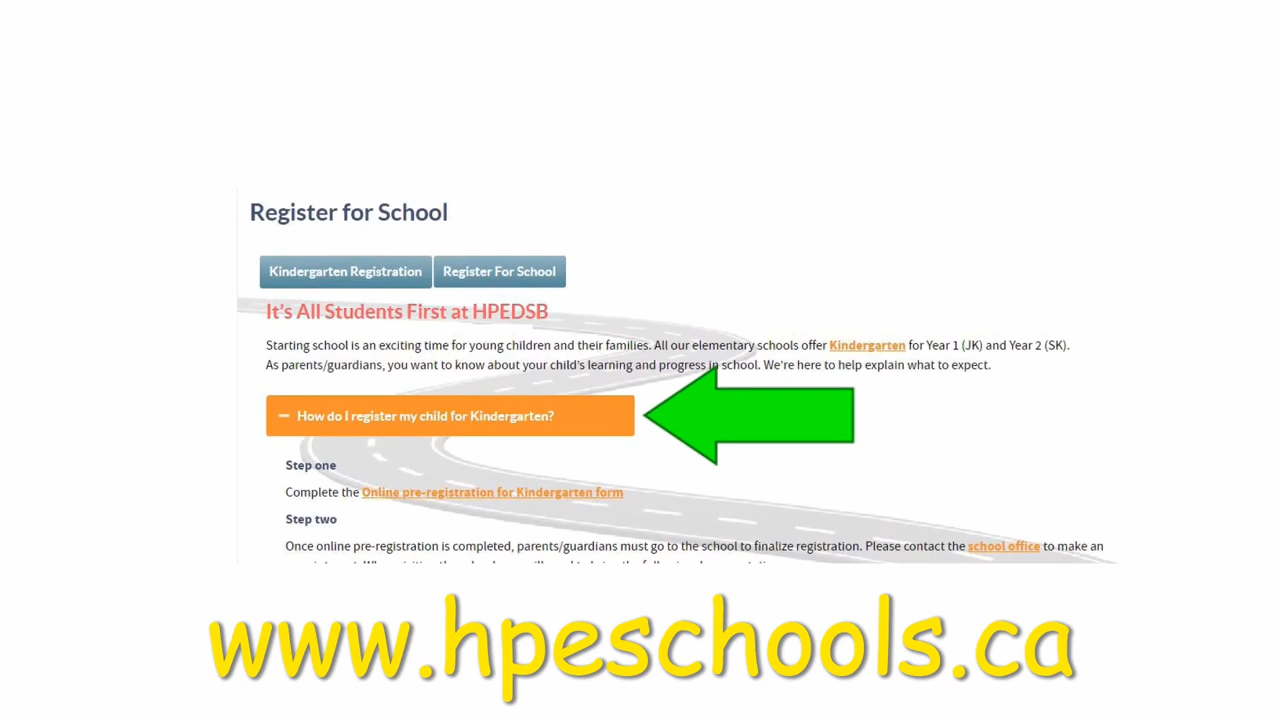 Register for School
Kindergarten Registration Register For School
It's All Students First at HPEDSB
Starting school is an exciting time for young children and their families. All our elementary schools offer Kindergarten for Year 1 (JK) and Year 2 (SK).
As parents/guardians, you want to know about your child's learning and progress in school. We're here to help explain what to expect.
How do I register my child for Kindergarten?
Step one
Complete the Online pre-registration for Kindergarten form
Step two
Once online pre-registration is completed, parents/guardians must go to the school to finalize registration. Please contact the school office to make an
www.hpeschools.ca